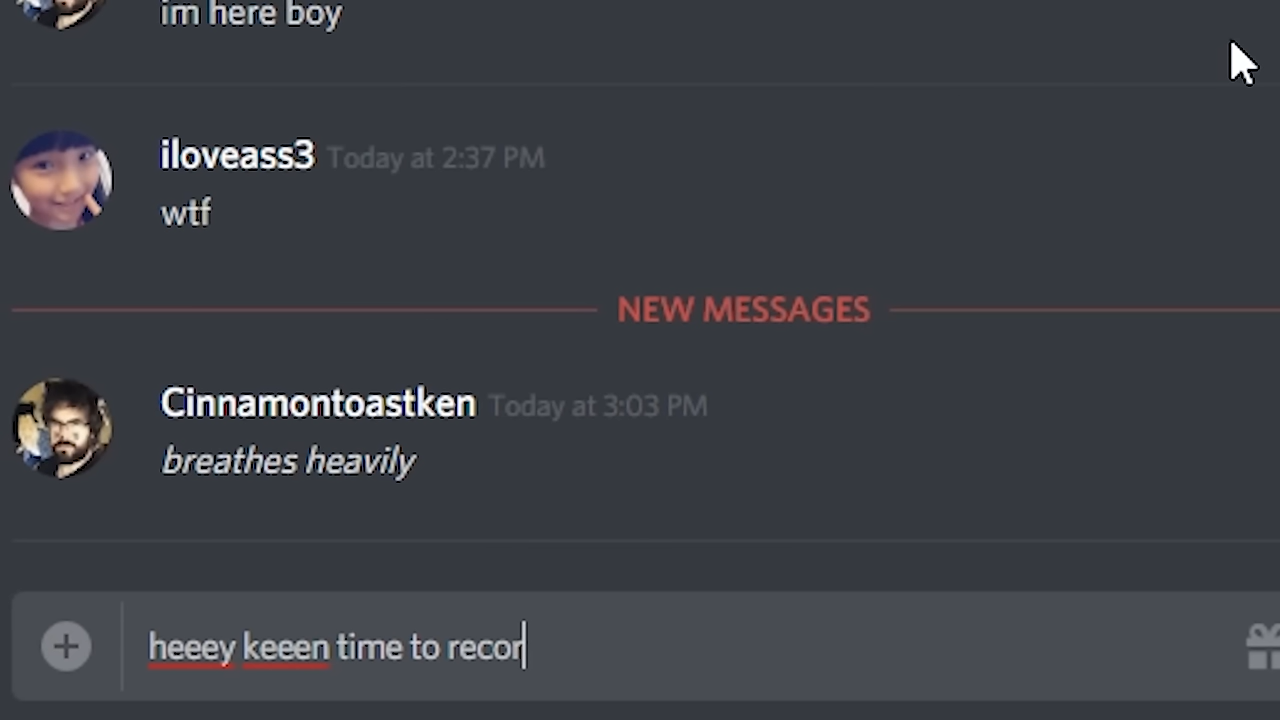 im here boy
iloveass3 Today at 2:37 PM
wtf
NEW MESSAGES
Cinnamontoastken Today at 3:03 PM
breathes heavily
heeey keeen time to recor